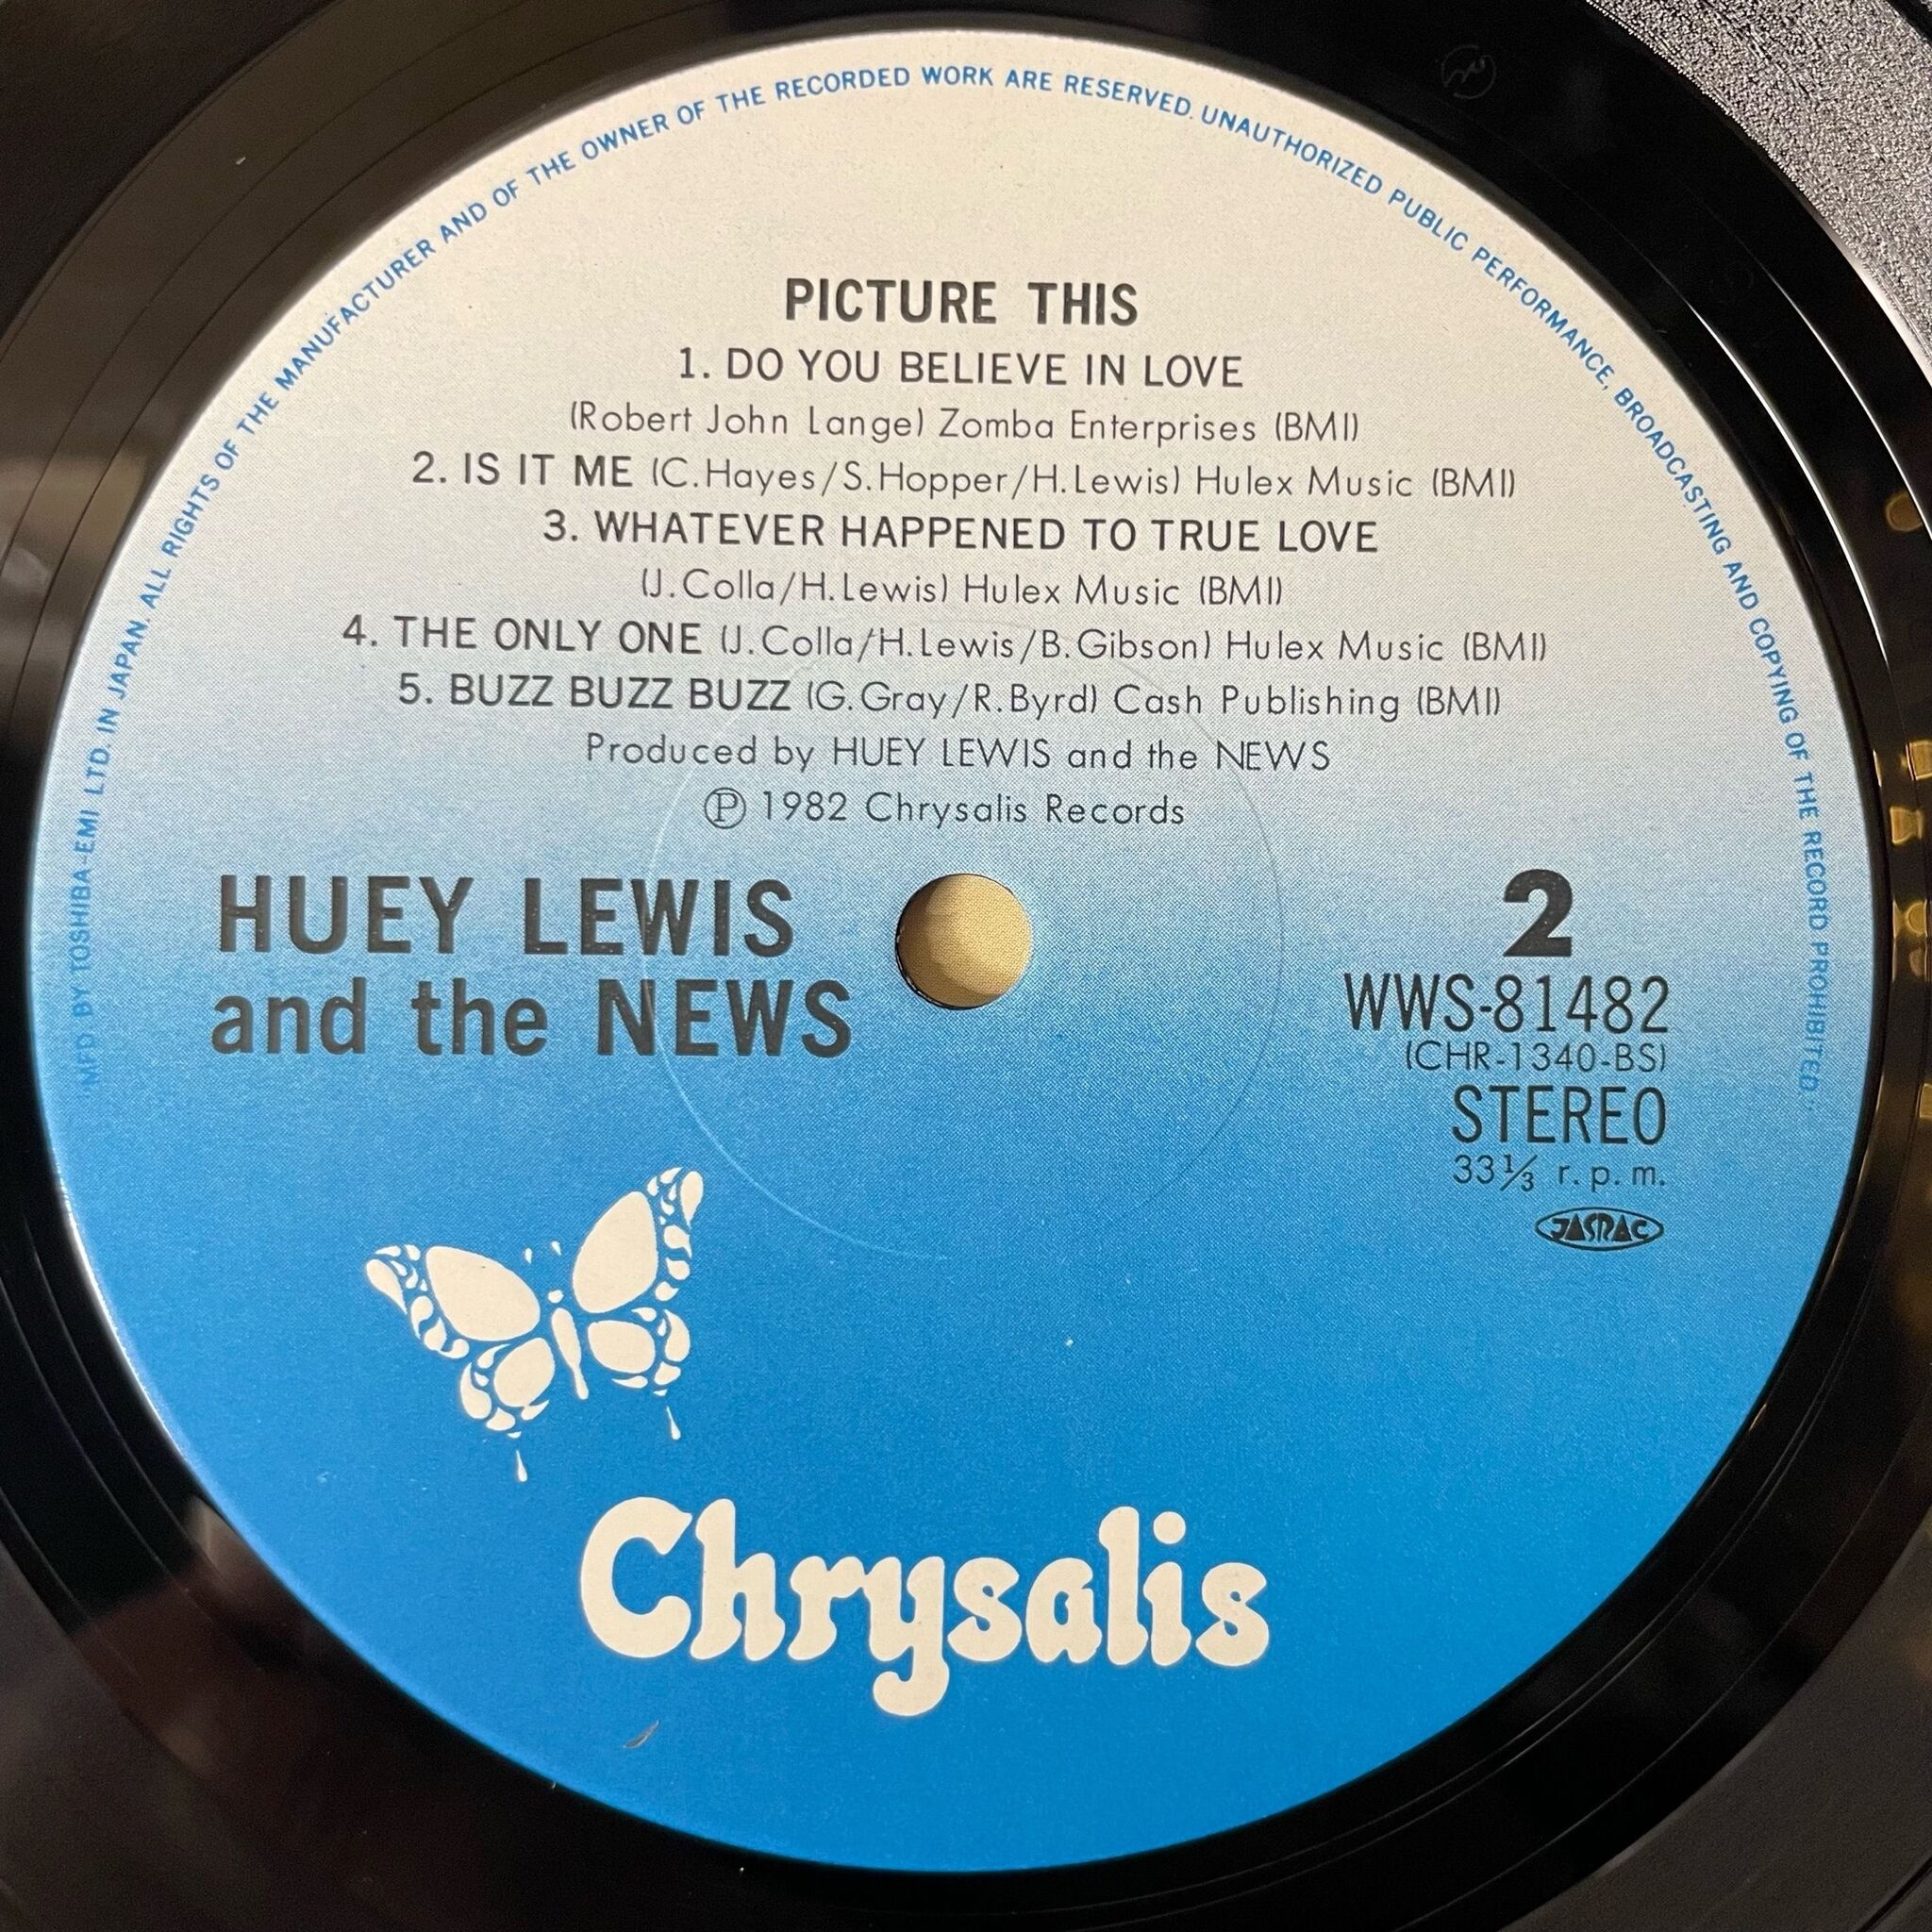 MFD. BY TOSHIBA-EMI LTD. IN JAPAN. ALL RIGHTS OF THE MANUFACTURER AND OF THE OWNER OF THE RECORDED WORK ARE RESERVED. UNAUTHORIZED PUBLIC PERFORMANCE, BROADCASTING AND COPYING OF THE RECORD PROHIBITED.
PICTURE THIS
1. DO YOU BELIEVE IN LOVE
(Robert John Lange) Zomba Enterprises (BMI)
2. IS IT ME (C.Hayes/S.Hopper/H.Lewis) Hulex Music (BMI)
3. WHATEVER HAPPENED TO TRUE LOVE
(J.Colla/H.Lewis) Hulex Music (BMI)
4. THE ONLY ONE (J.Colla/H.Lewis/B.Gibson) Hulex Music (BMI)
5. BUZZ BUZZ BUZZ (G.Gray/R.Byrd) Cash Publishing (BMI)
Produced by HUEY LEWIS and the NEWS
℗ 1982 Chrysalis Records
HUEY LEWIS
and the NEWS
2
WWS-81482
(CHR-1340-BS)
STEREO
33⅓ r.p.m.
JASRAC
Chrysalis